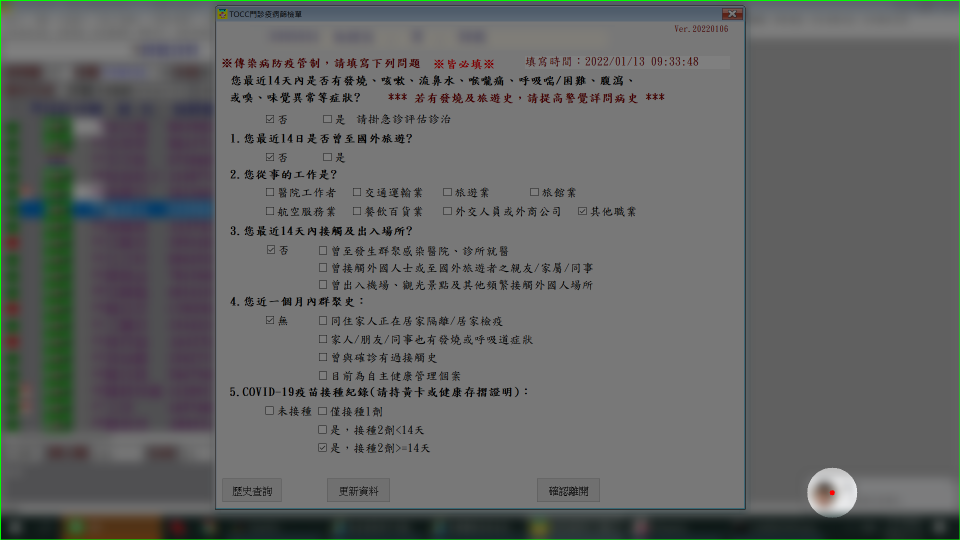 TOCC門診疫病篩檢單
Ver.20220106
※傳染病防疫管制，請填寫下列問題 ※皆必填※ 填寫時間：2022/01/13 09:33:48
您最近14天內是否有發燒、咳嗽、流鼻水、喉嚨痛、呼吸喘/困難、腹瀉、
或嗅、味覺異常等症狀? *** 若有發燒及旅遊史，請提高警覺詳問病史 ***
否 是 請掛急診評估診治
1.您最近14日是否曾至國外旅遊?
否 是
2.您從事的工作是?
醫院工作者 交通運輸業 旅遊業 旅館業
航空服務業 餐飲百貨業 外交人員或外商公司 其他職業
3.您最近14天內接觸及出入場所?
否 曾至發生群聚感染醫院、診所就醫
曾接觸外國人士或至國外旅遊者之親友/家屬/同事
曾出入機場、觀光景點及其他頻繁接觸外國人場所
4.您近一個月內群聚史：
無 同住家人正在居家隔離/居家檢疫
家人/朋友/同事也有發燒或呼吸道症狀
曾與確診有過接觸史
目前為自主健康管理個案
5.COVID-19疫苗接種紀錄(請持黃卡或健康存摺證明)：
未接種 僅接種1劑
是，接種2劑<14天
是，接種2劑>=14天
歷史查詢 更新資料 確認離開